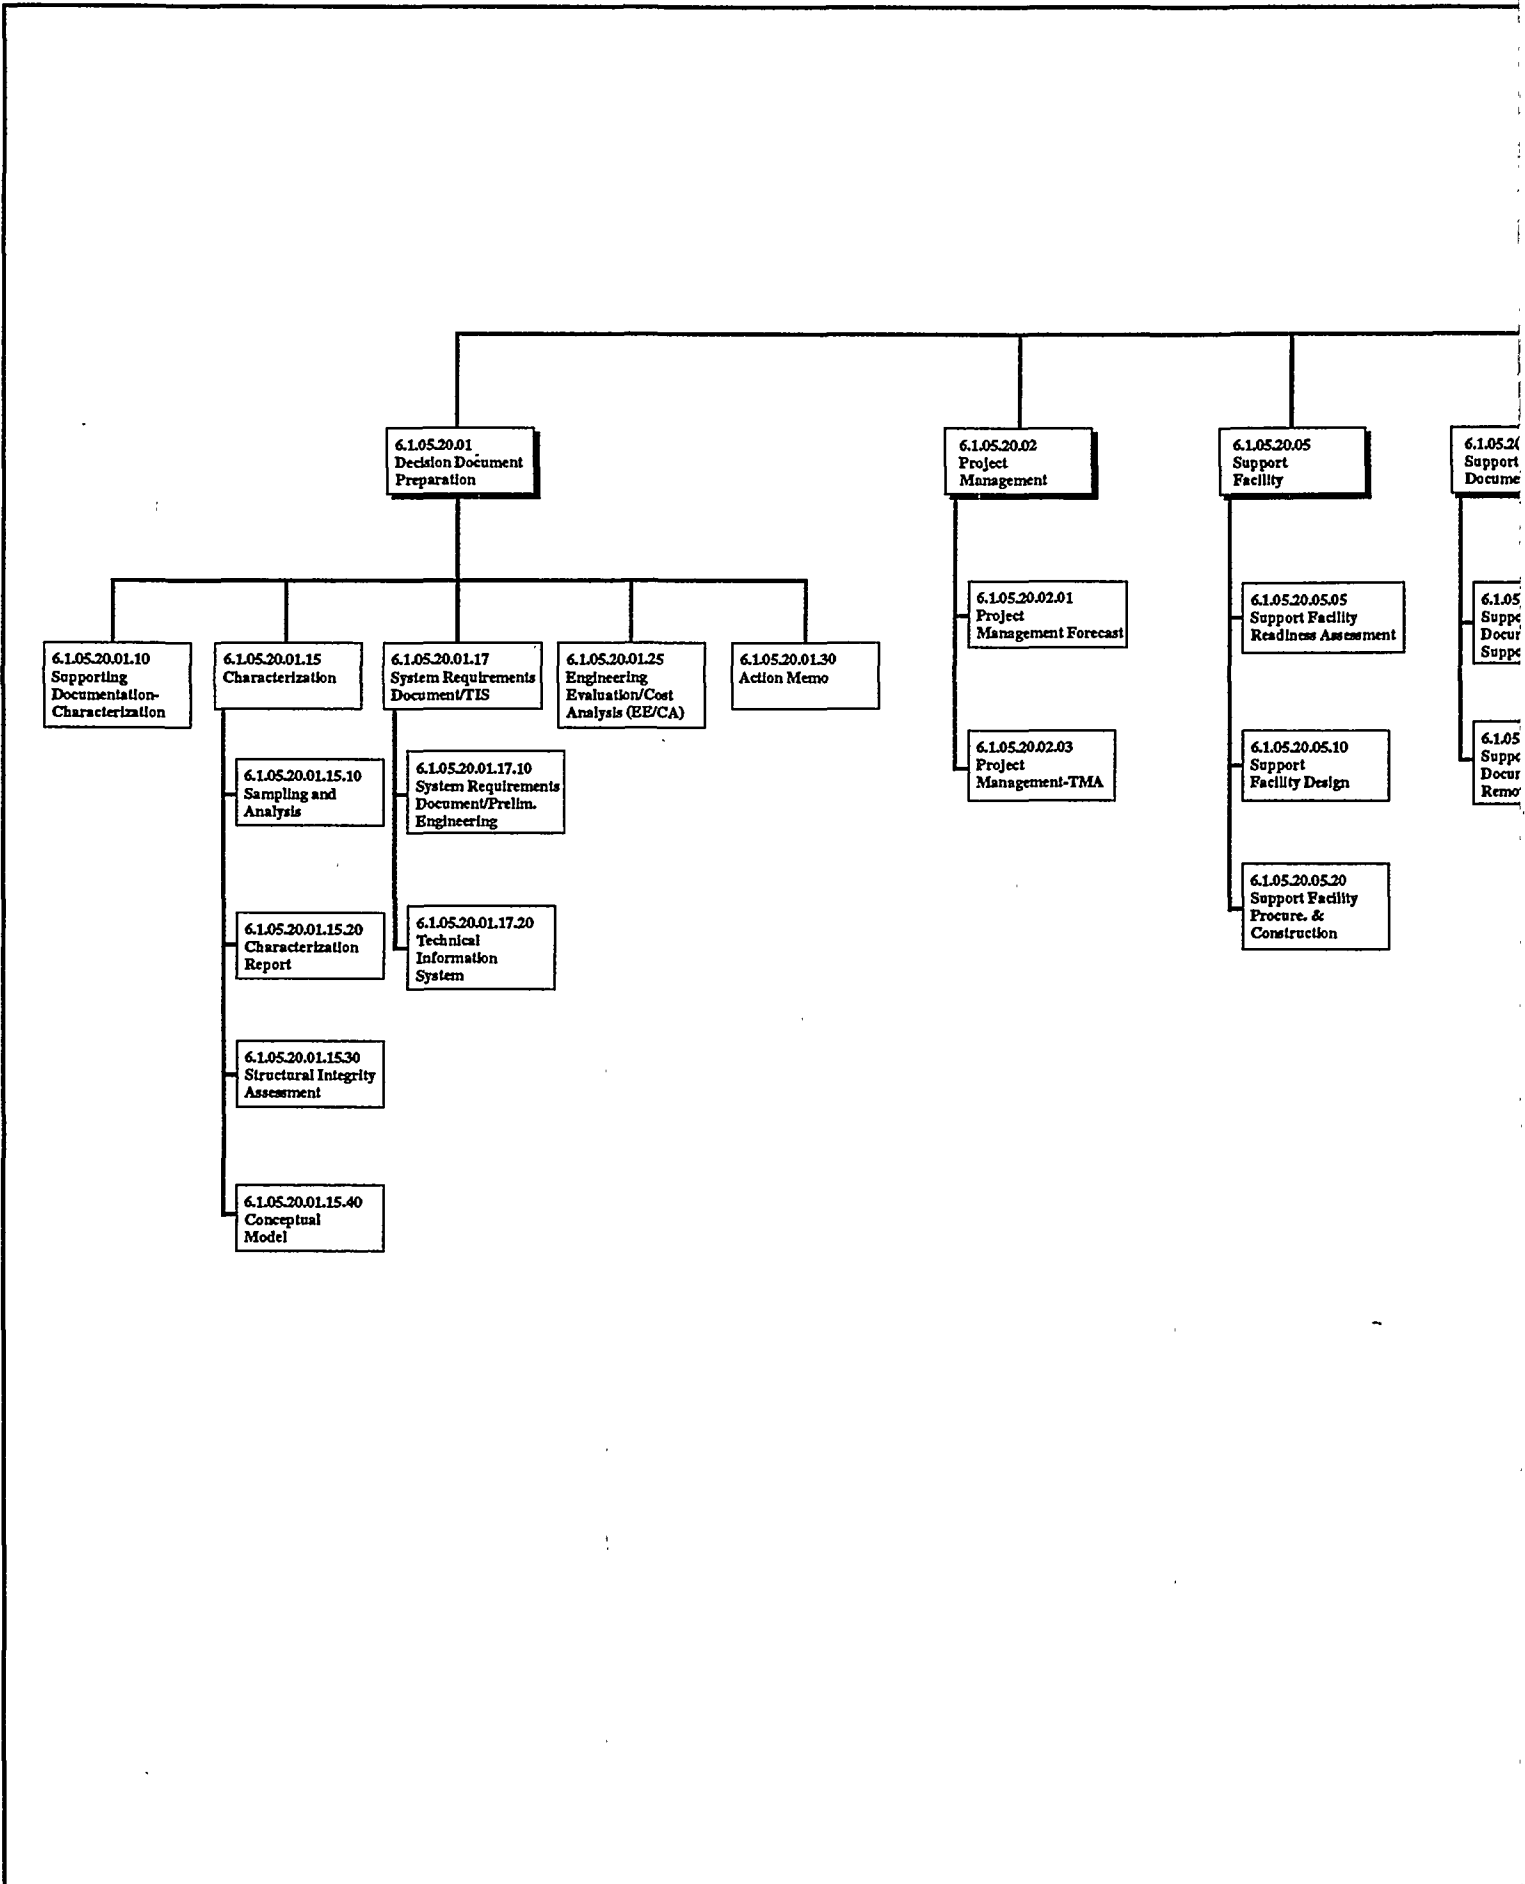 6.1.05.20.01
Decision Document
Preparation
6.1.05.20.02
Project
Management
6.1.05.20.05
Support
Facility
Support
6.1.05.20.01.10
Supporting
Documentation-
Characterization
6.1.05.20.01.15
Characterization
6.1.05.20.01.17
System Requirements
Document/TIS
6.1.05.20.01.25
Engineering
Evaluation/Cost
Analysis (EE/CA)
6.1.05.20.01.30
Action Memo
6.1.05.20.01.15.10
Sampling and
Analysis
6.1.05.20.01.15.20
Characterization
Report
6.1.05.20.01.15.30
Structural Integrity
Assessment
6.1.05.20.01.15.40
Conceptual
Model
6.1.05.20.01.17.10
System Requirements
Document/Prelim.
Engineering
6.1.05.20.01.17.20
Technical
Information
System
6.1.05.20.02.01
Project
Management Forecast
6.1.05.20.02.03
Project
Management-TMA
6.1.05.20.05.05
Support Facility
Readiness Assessment
6.1.05.20.05.10
Support
Facility Design
6.1.05.20.05.20
Support Facility
Procure. &
Construction